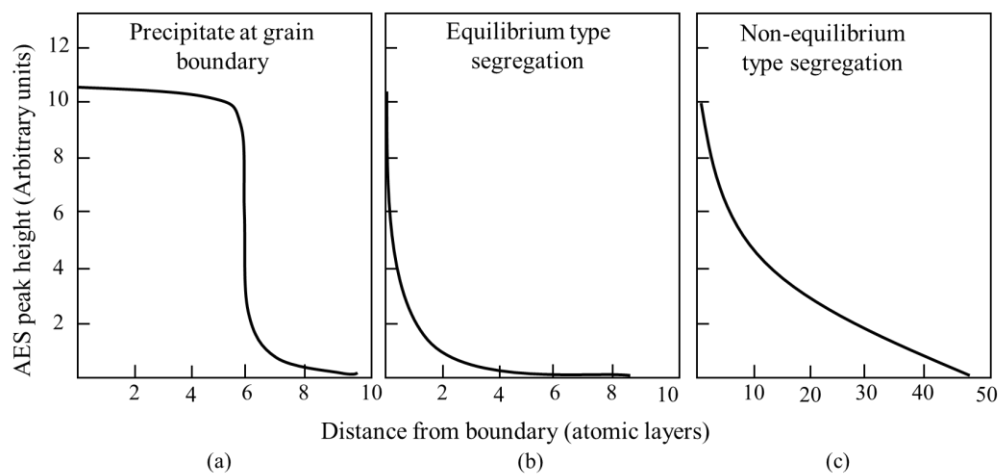 Precipitate at grain
boundary
Equilibrium type
segregation
Non-equilibrium
type segregation
AES peak height (Arbitrary units)
12
10
8
6
4
2
2
4
6
8
10
2
4
6
8
10
10
20
30
40
50
Distance from boundary (atomic layers)
(a)
(b)
(c)